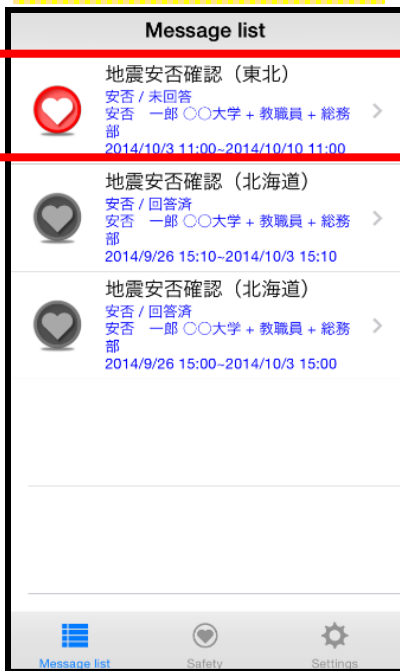 Message list
地震安否確認（東北）
安否 / 未回答
安否　一郎 ○○大学 + 教職員 + 総務
部
2014/10/3 11:00~2014/10/10 11:00
地震安否確認（北海道）
安否 / 回答済
安否　一郎 ○○大学 + 教職員 + 総務
部
2014/9/26 15:10~2014/10/3 15:10
地震安否確認（北海道）
安否 / 回答済
安否　一郎 ○○大学 + 教職員 + 総務
部
2014/9/26 15:00~2014/10/3 15:00
Message list
Safety
Settings